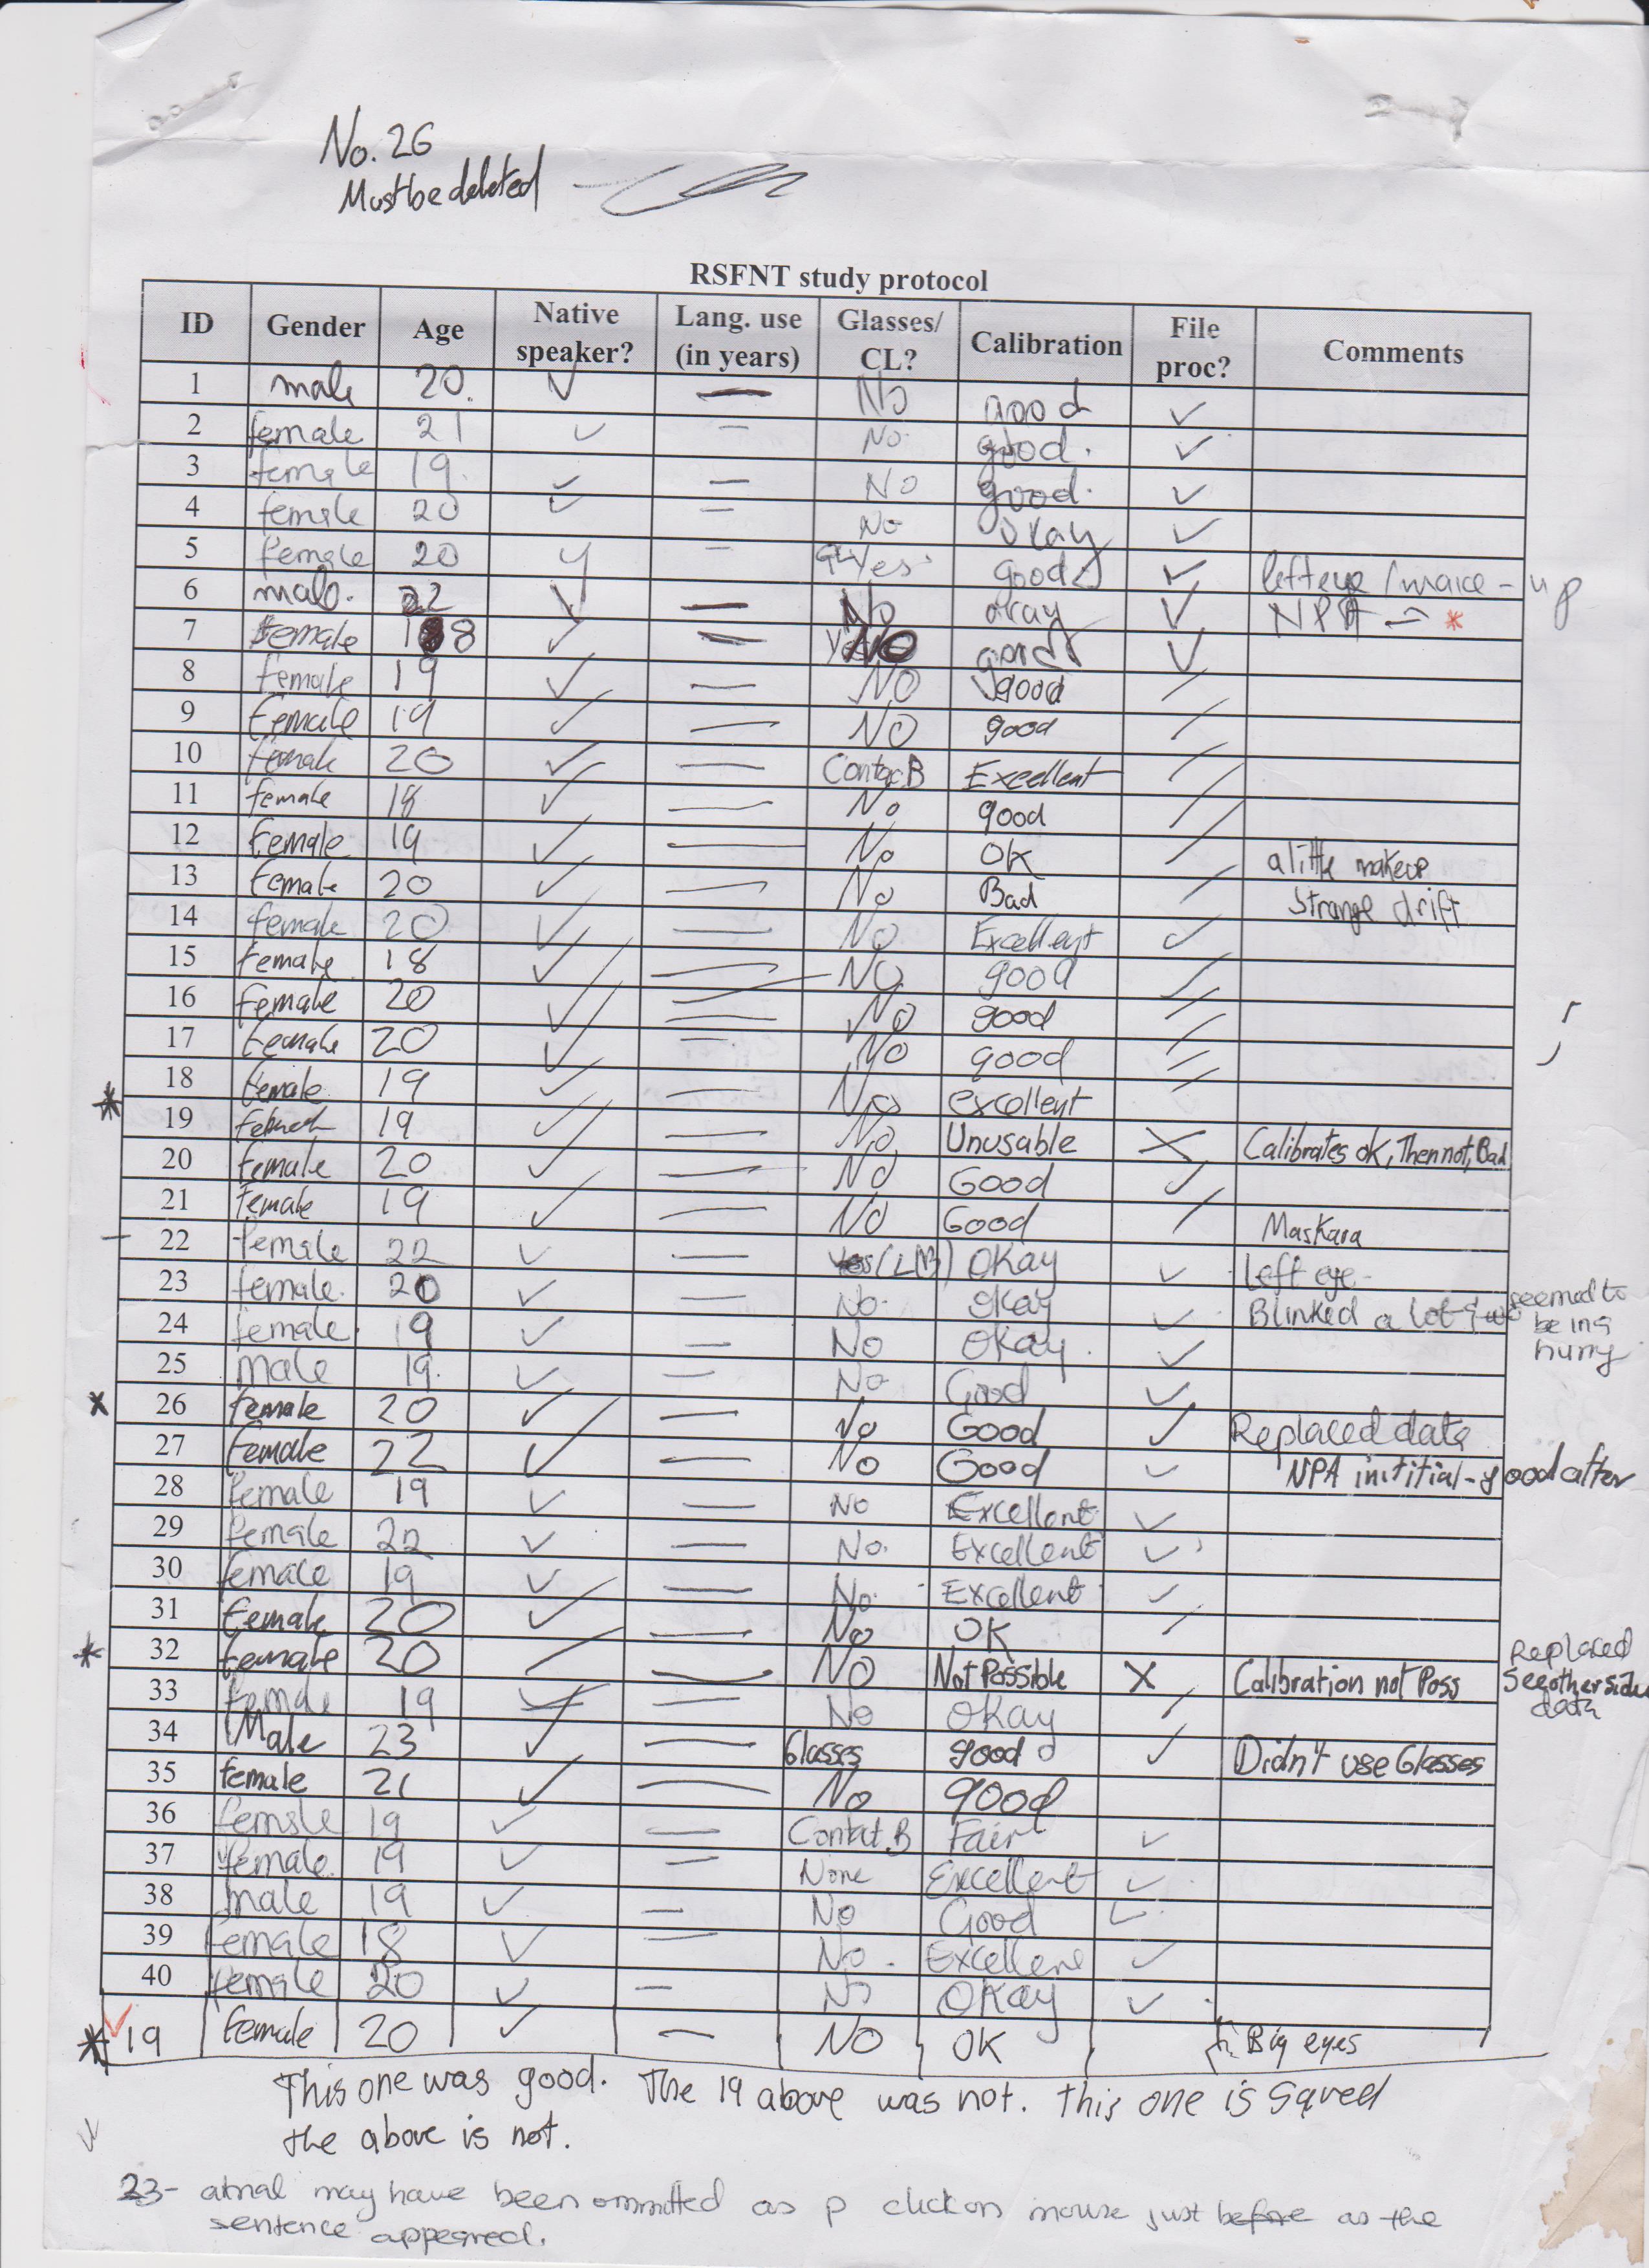 No. 26
Must be deleted
RSFNT study protocol
ID Gender Age Native speaker? Lang. use (in years) Glasses/ CL? Calibration File proc? Comments
1 male 20. ✓ — No good ✓
2 female 21 ✓ — No. good. ✓
3 female 19. ✓ — No good. ✓
4 female 20 ✓ — No okay ✓
5 female 20 ✓ — Yes good ✓ left eye / make-up
6 male. 22 ✓ — No okay ✓ NPA — *
7 female 18 ✓ — No good ✓
8 female 19 ✓ — NO good /
9 Female 19 ✓ — NO good /
10 female 20 ✓ — Excellent /
11 female 18 ✓ — No good /
12 Female 19 ✓ — No OK / a little makeup
13 Female 20 ✓ — No Bad / Strange drift
14 female 20 ✓ — No Excellent ✓
15 Female 18 ✓ — No good /
16 Female 20 ✓ — No good /
17 Female 20 ✓ — No good /
* 18 Female 19 ✓ — No excellent
19 19 ✓ — No Unusable X Calibrates ok, Then not, Bad
20 Female 20 ✓ — No Good ✓
21 Female 19 ✓ — No Good / Maskara
– 22 female 22 ✓ — Okay ✓ left eye
23 female. 20 ✓ — No. Okay ✓ Blinked a lot & seemed to be in a hurry
24 female. 19 ✓ — No Okay. ✓
25 male 19. ✓ — No Good ✓
x 26 female 20 ✓ — No Good ✓ Replaced data
27 Female 22 ✓ — No Good ✓ NPA initial - good after
28 female 19 ✓ — No Excellent ✓
29 female 22 ✓ — No. Excellent ✓
30 female 19 ✓ — No. Excellent ✓
31 Female 20 ✓ — No OK /
* 32 Female 20 — NO Not Possible X Calibration not Poss Replaced See other side data
33 Female 19 ✓ — No Okay /
34 Male 23 ✓ — Glasses good ✓ Didn't use Glasses
35 female 21 ✓ — No good
36 female 19 ✓ — Contact.B Fair ✓
37 female. 19 ✓ — None Excellent ✓
38 male 19 ✓ — No Good ✓
39 female 18 ✓ — No. ✓
40 female 20 ✓ — No Okay ✓
* ✓ 19 Female 20 ✓ — NO OK Big eyes
This one was good. The 19 above was not. this one is saved
the above is not.
23- may have been ommitted as p click on mouse just before as the
sentence appeared.